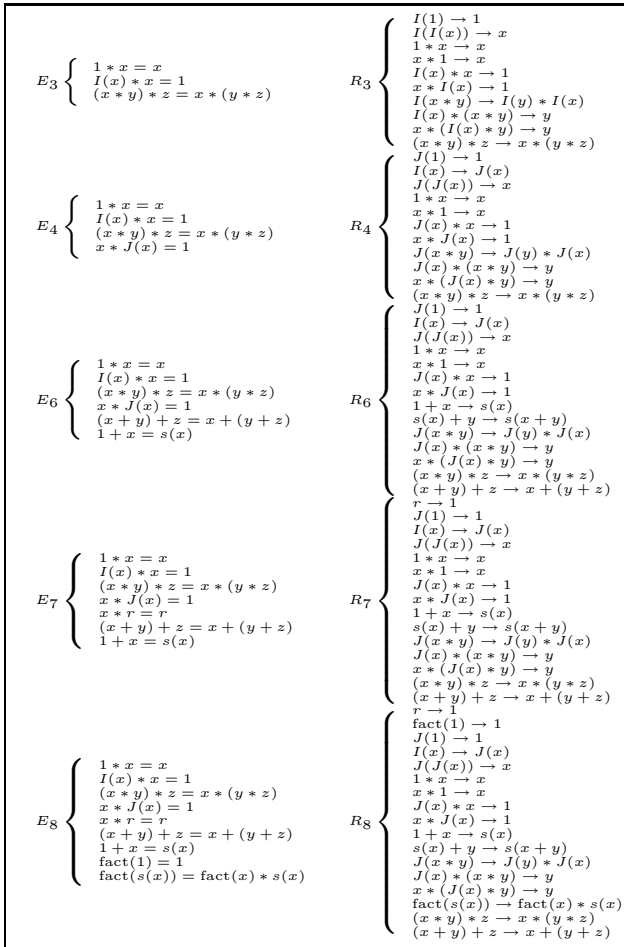 E3 { 1 * x = x
I(x) * x = 1
(x * y) * z = x * (y * z)
R3 { I(1) → 1
I(I(x)) → x
1 * x → x
x * 1 → x
I(x) * x → 1
x * I(x) → 1
I(x * y) → I(y) * I(x)
I(x) * (x * y) → y
x * (I(x) * y) → y
(x * y) * z → x * (y * z)
E4 { 1 * x = x
I(x) * x = 1
(x * y) * z = x * (y * z)
x * J(x) = 1
R4 { J(1) → 1
I(x) → J(x)
J(J(x)) → x
1 * x → x
x * 1 → x
J(x) * x → 1
x * J(x) → 1
J(x * y) → J(y) * J(x)
J(x) * (x * y) → y
x * (J(x) * y) → y
(x * y) * z → x * (y * z)
E6 { 1 * x = x
I(x) * x = 1
(x * y) * z = x * (y * z)
x * J(x) = 1
(x + y) + z = x + (y + z)
1 + x = s(x)
R6 { J(1) → 1
I(x) → J(x)
J(J(x)) → x
1 * x → x
x * 1 → x
J(x) * x → 1
x * J(x) → 1
1 + x → s(x)
s(x) + y → s(x + y)
J(x * y) → J(y) * J(x)
J(x) * (x * y) → y
x * (J(x) * y) → y
(x * y) * z → x * (y * z)
(x + y) + z → x + (y + z)
E7 { 1 * x = x
I(x) * x = 1
(x * y) * z = x * (y * z)
x * J(x) = 1
x * r = r
(x + y) + z = x + (y + z)
1 + x = s(x)
R7 { r → 1
J(1) → 1
I(x) → J(x)
J(J(x)) → x
1 * x → x
x * 1 → x
J(x) * x → 1
x * J(x) → 1
1 + x → s(x)
s(x) + y → s(x + y)
J(x * y) → J(y) * J(x)
J(x) * (x * y) → y
x * (J(x) * y) → y
(x * y) * z → x * (y * z)
(x + y) + z → x + (y + z)
E8 { 1 * x = x
I(x) * x = 1
(x * y) * z = x * (y * z)
x * J(x) = 1
x * r = r
(x + y) + z = x + (y + z)
1 + x = s(x)
fact(1) = 1
fact(s(x)) = fact(x) * s(x)
R8 { r → 1
fact(1) → 1
J(1) → 1
I(x) → J(x)
J(J(x)) → x
1 * x → x
x * 1 → x
J(x) * x → 1
x * J(x) → 1
1 + x → s(x)
s(x) + y → s(x + y)
J(x * y) → J(y) * J(x)
J(x) * (x * y) → y
x * (J(x) * y) → y
fact(s(x)) → fact(x) * s(x)
(x * y) * z → x * (y * z)
(x + y) + z → x + (y + z)